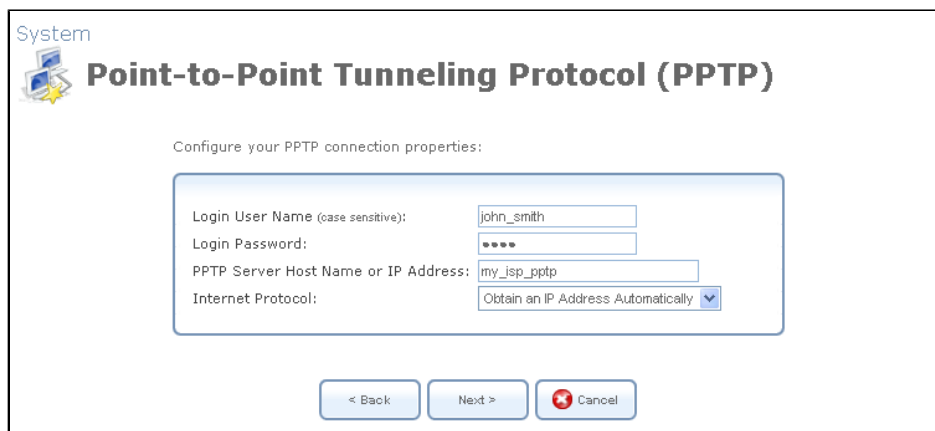 System
Point-to-Point Tunneling Protocol (PPTP)
Configure your PPTP connection properties:
Login User Name (case sensitive): john_smith
Login Password: ••••
PPTP Server Host Name or IP Address: my_isp_pptp
Internet Protocol: Obtain an IP Address Automatically
< Back Next > Cancel